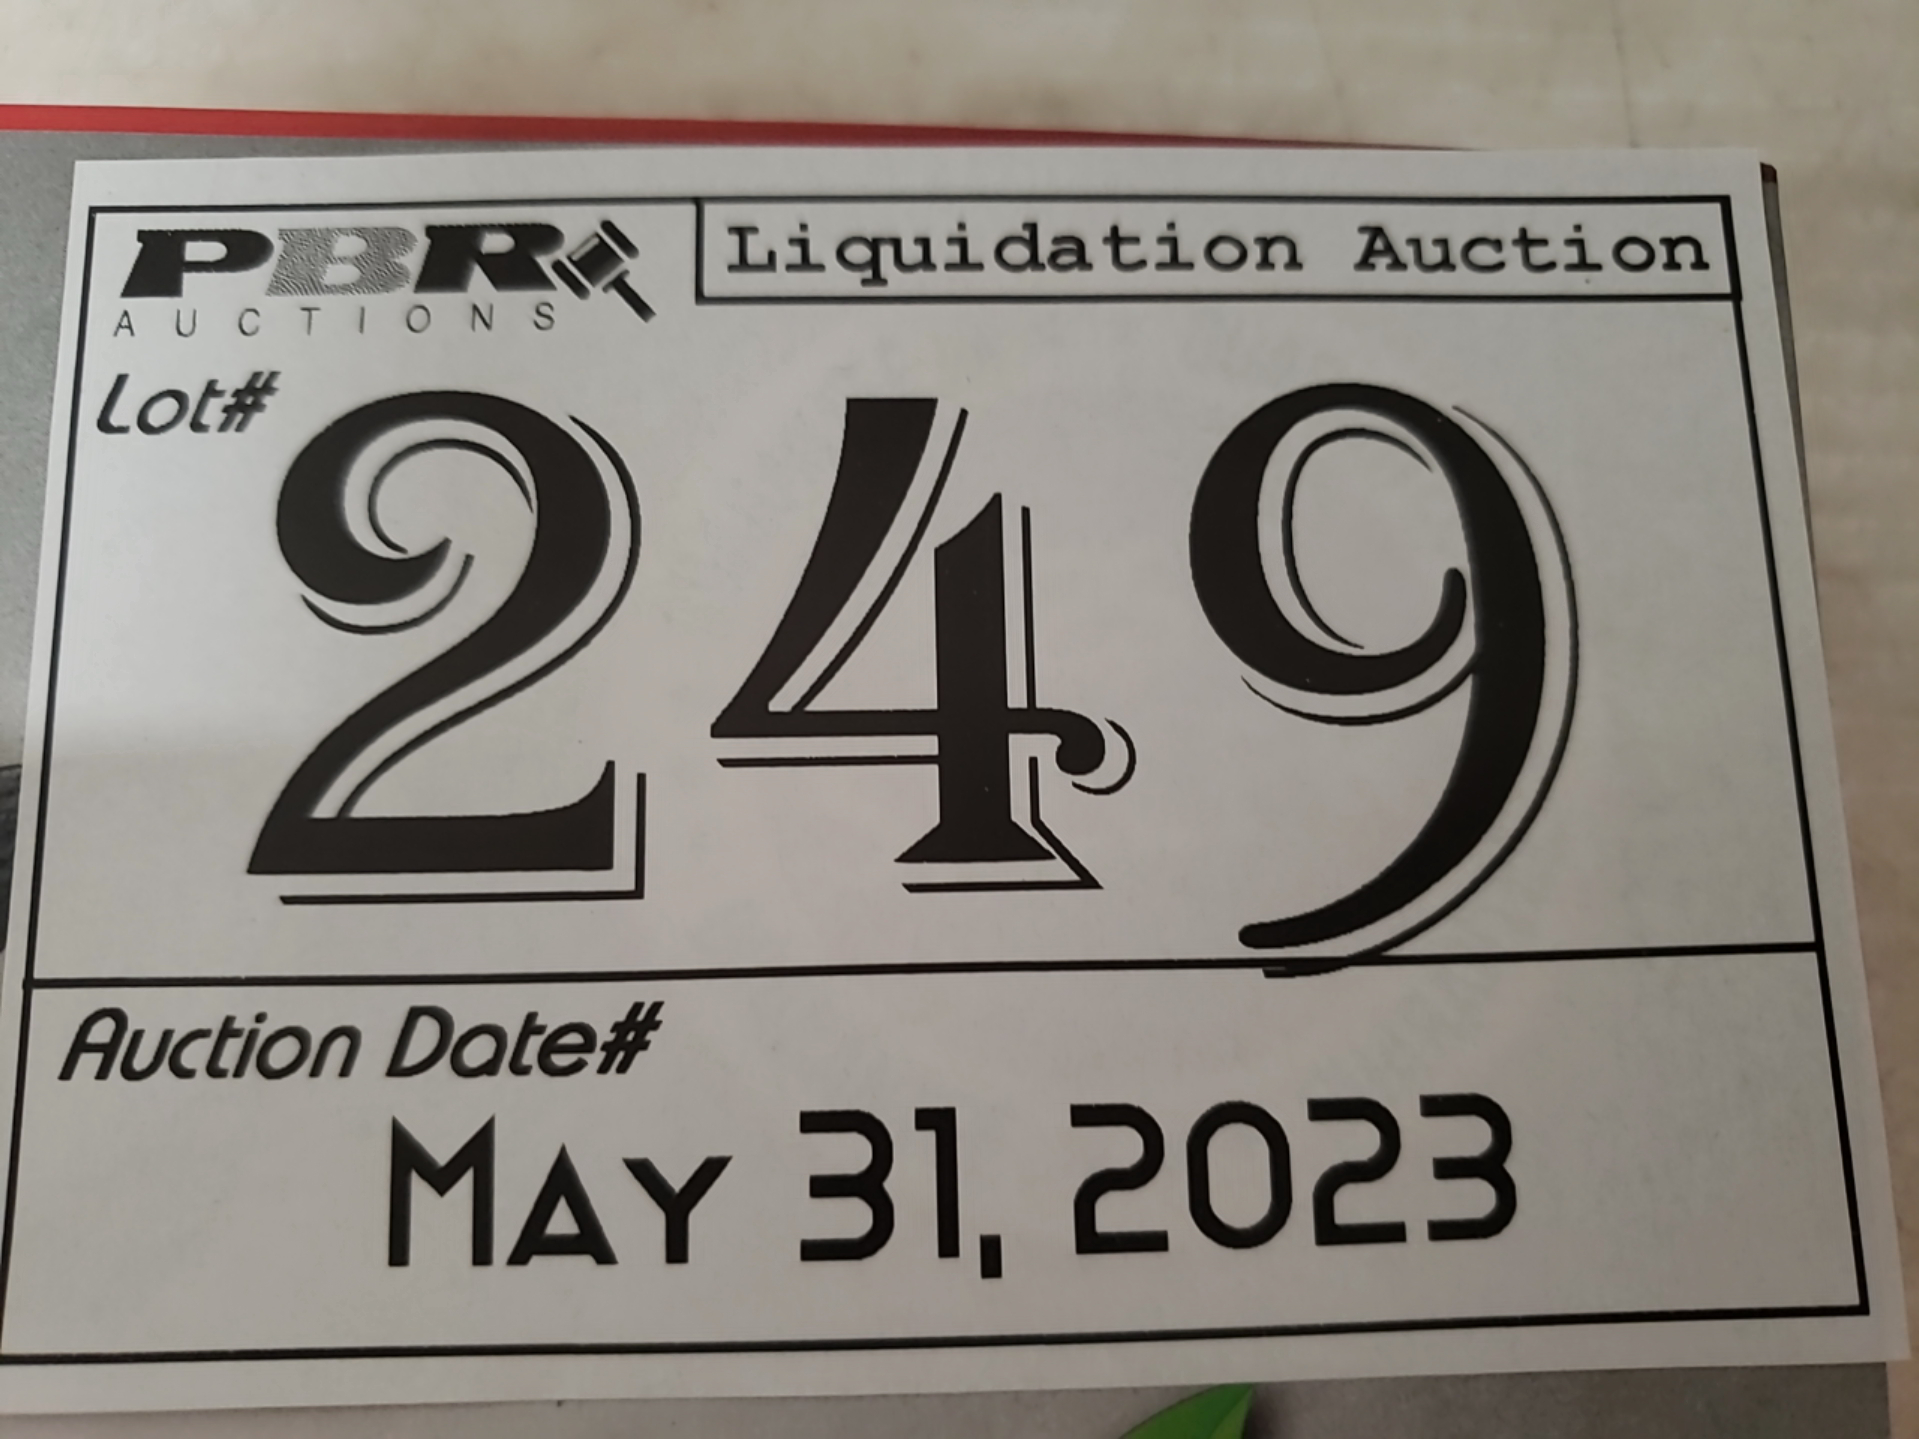 PBR
AUCTIONS
Liquidation Auction
Lot#
249
Auction Date#
MAY 31, 2023